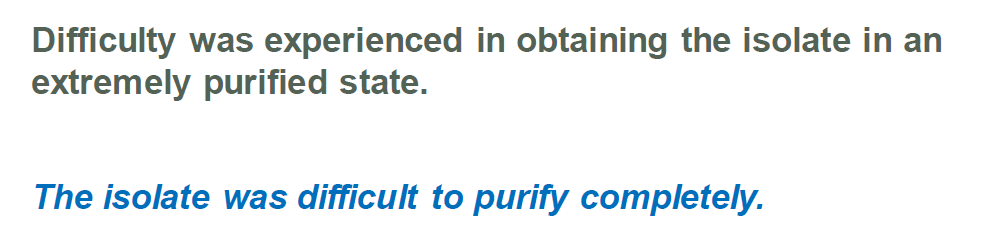 Difficulty was experienced in obtaining the isolate in an
extremely purified state.
The isolate was difficult to purify completely.